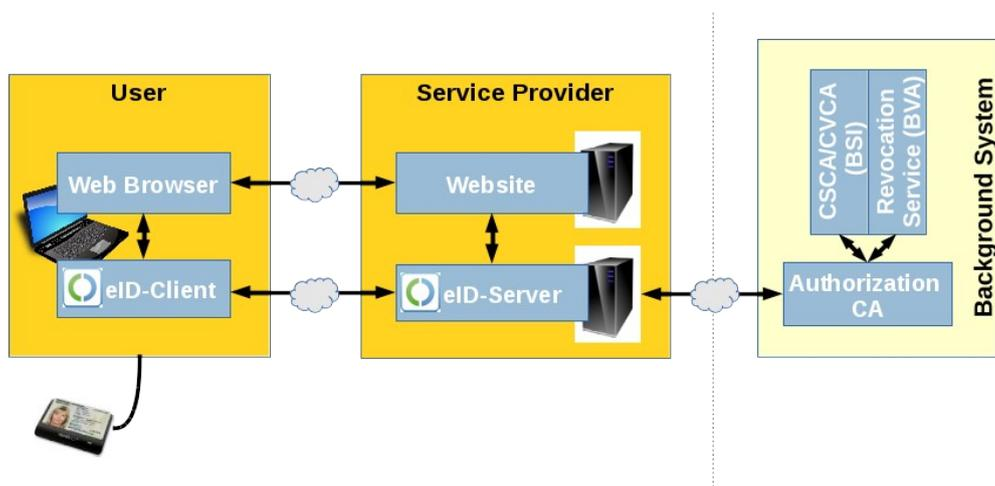 User
Web Browser
eID-Client
Service Provider
Website
eID-Server
CSCA/CVCA
(BSI)
Revocation
Service (BVA)
Authorization
CA
Background System